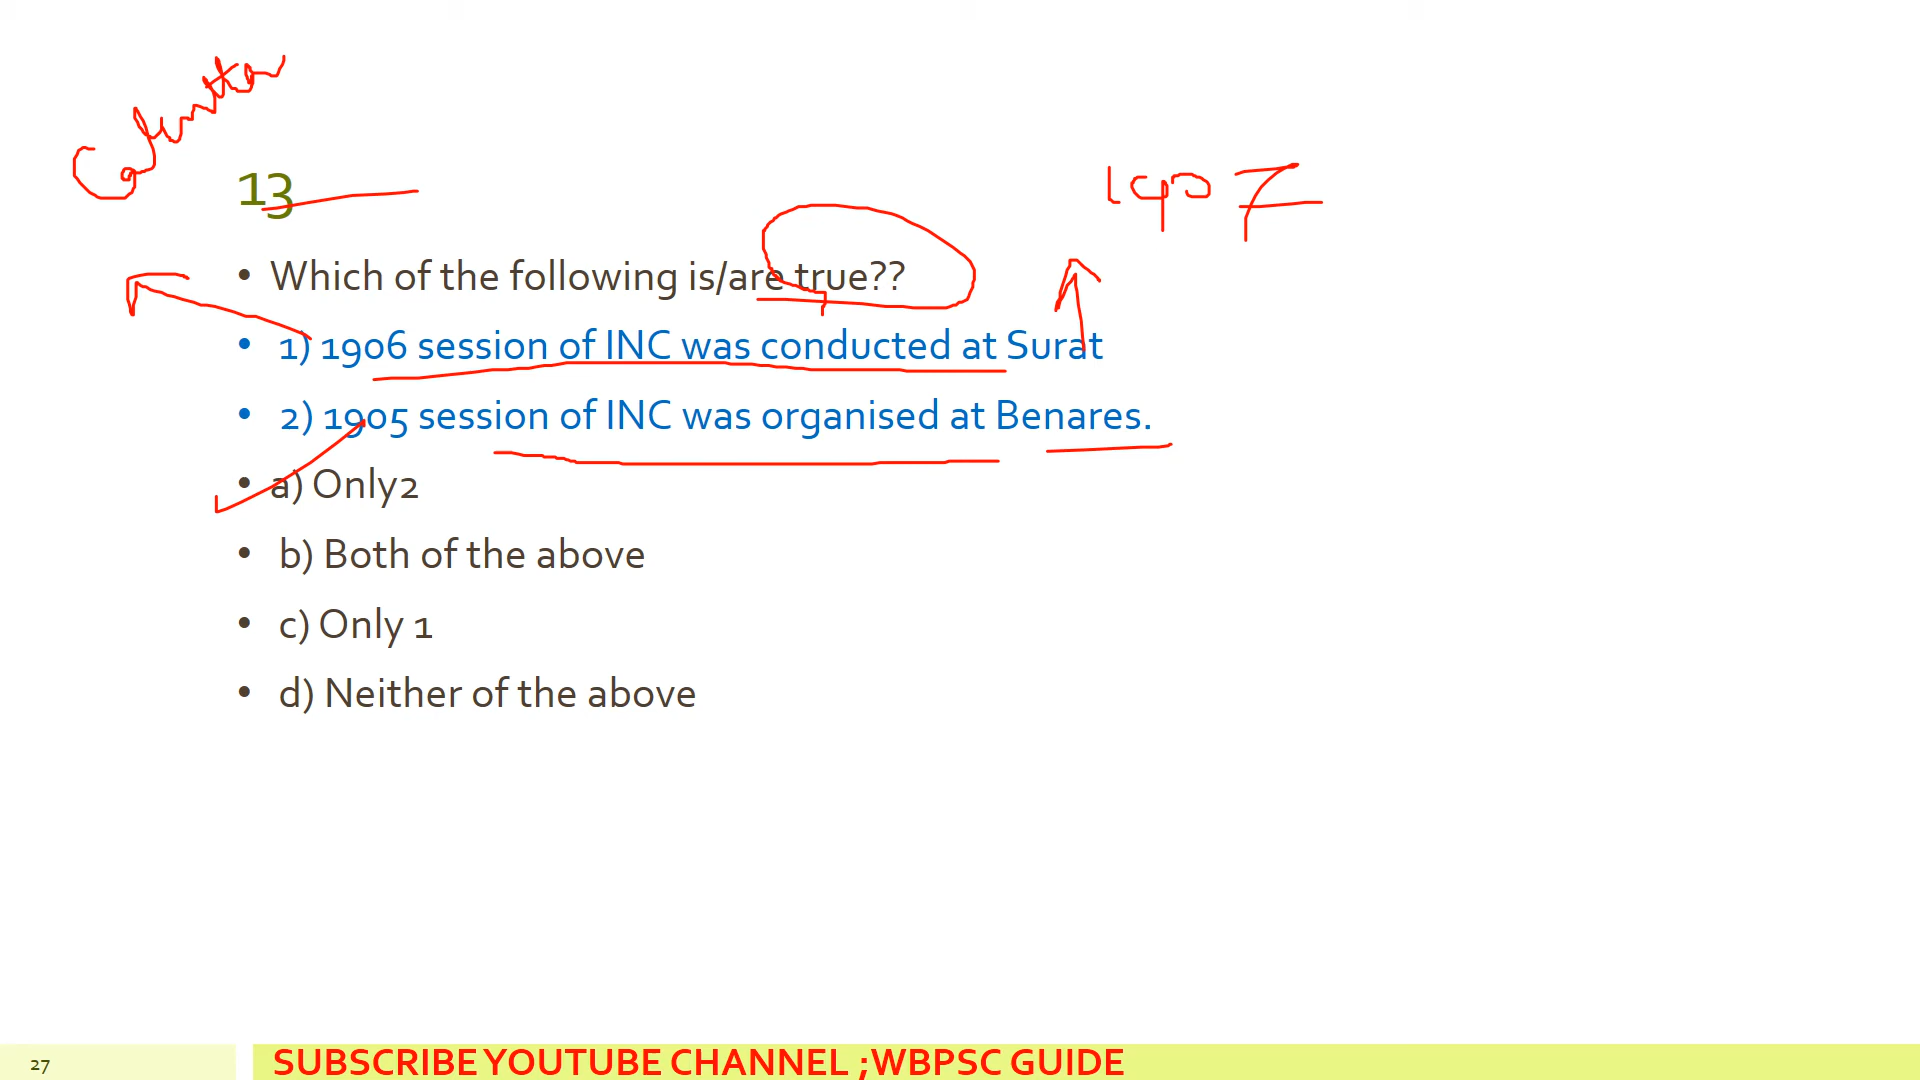 Calcutta
13
1907
• Which of the following is/are true??
• 1) 1906 session of INC was conducted at Surat
• 2) 1905 session of INC was organised at Benares.
• a) Only2
• b) Both of the above
• c) Only 1
• d) Neither of the above
27
SUBSCRIBE YOUTUBE CHANNEL ;WBPSC GUIDE